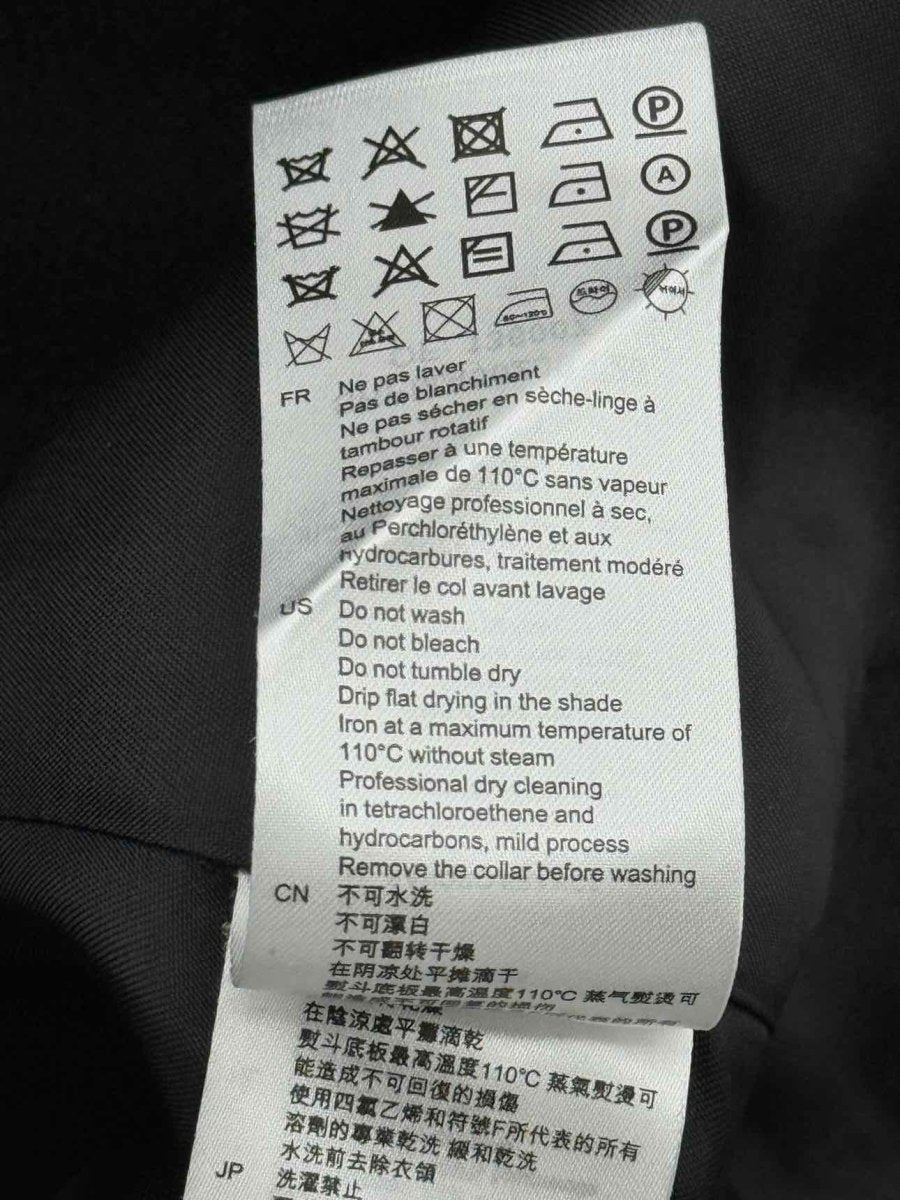 P
A
P
드라이
80~120℃
뉘어서
FR Ne pas laver
Pas de blanchiment
Ne pas sécher en sèche-linge à
tambour rotatif
Repasser à une température
maximale de 110°C sans vapeur
Nettoyage professionnel à sec,
au Perchloréthylène et aux
hydrocarbures, traitement modéré
Retirer le col avant lavage
US Do not wash
Do not bleach
Do not tumble dry
Drip flat drying in the shade
Iron at a maximum temperature of
110°C without steam
Professional dry cleaning
in tetrachloroethene and
hydrocarbons, mild process
Remove the collar before washing
CN 不可水洗
不可漂白
不可翻转干燥
在阴凉处平摊滴干
熨斗底板最高温度110°C 蒸气熨烫可
在陰涼處平攤滴乾
熨斗底板最高溫度110°C 蒸氣熨燙可
能造成不可回復的損傷
使用四氯乙烯和符號F所代表的所有
溶劑的專業乾洗 緩和乾洗
水洗前去除衣領
JP 洗濯禁止